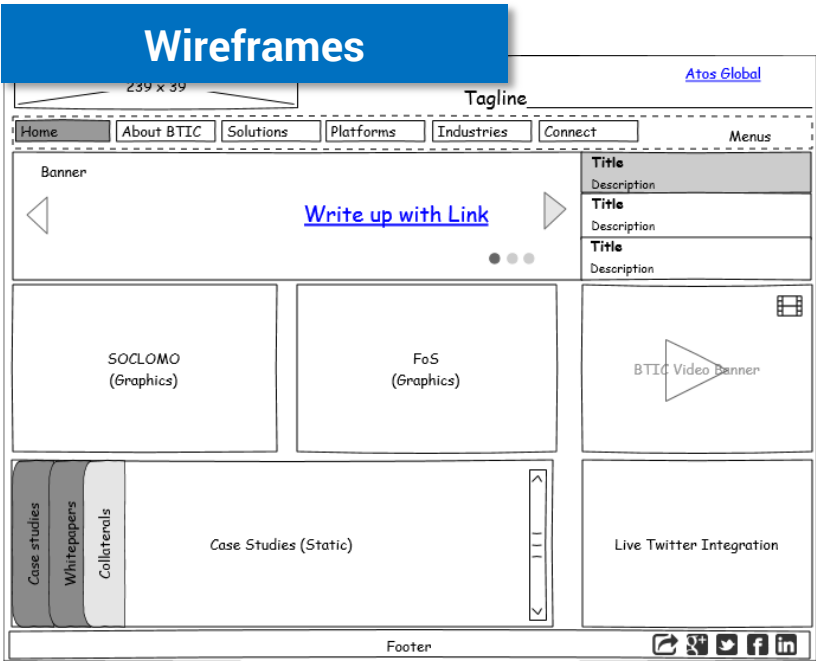 Wireframes
239 x 39
Atos Global
Tagline
Home
About BTIC
Solutions
Platforms
Industries
Connect
Menus
Banner
Write up with Link
Title
Description
Title
Description
Title
Description
SOCLOMO
(Graphics)
FoS
(Graphics)
BTIC Video Banner
Case studies
Whitepapers
Collaterals
Case Studies (Static)
Live Twitter Integration
Footer